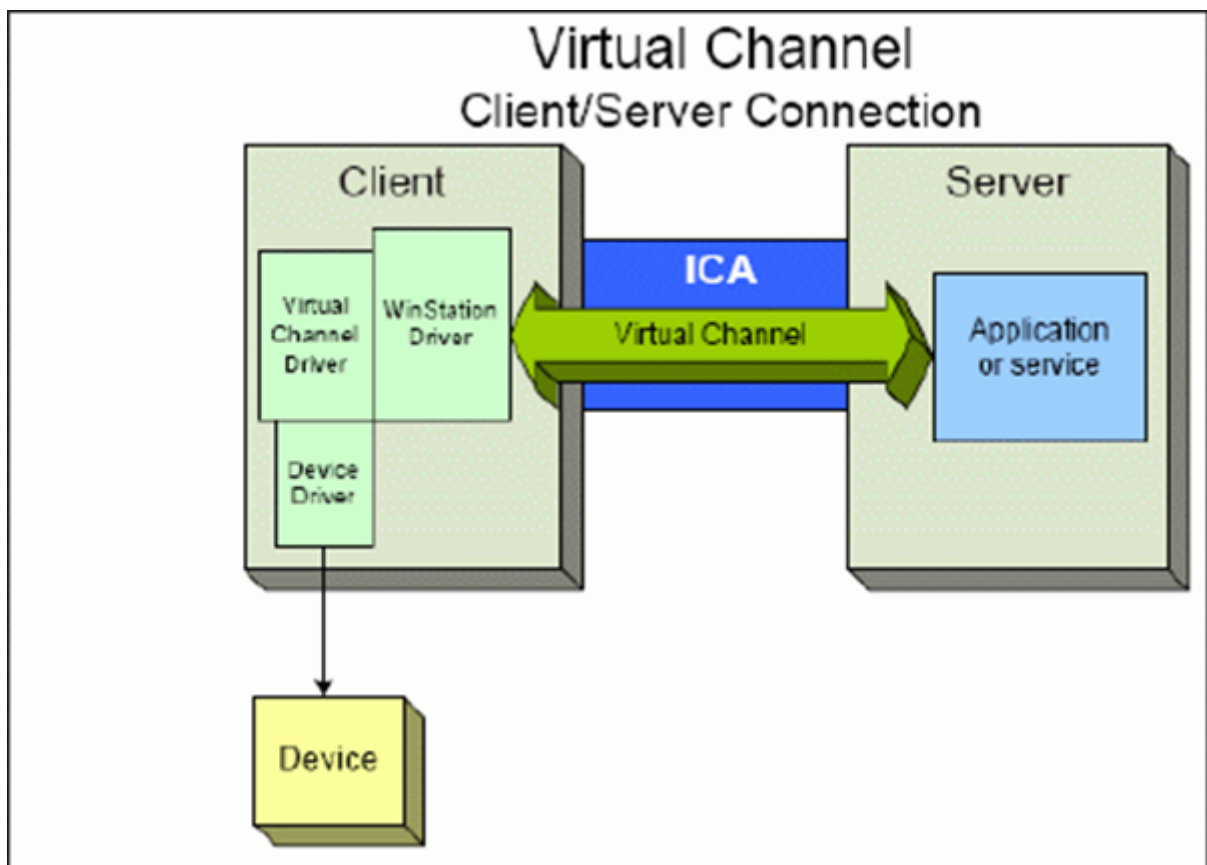 Virtual Channel
Client/Server Connection
Client
Server
ICA
Virtual
Channel
Driver
WinStation
Driver
Virtual Channel
Application
or service
Device
Driver
Device